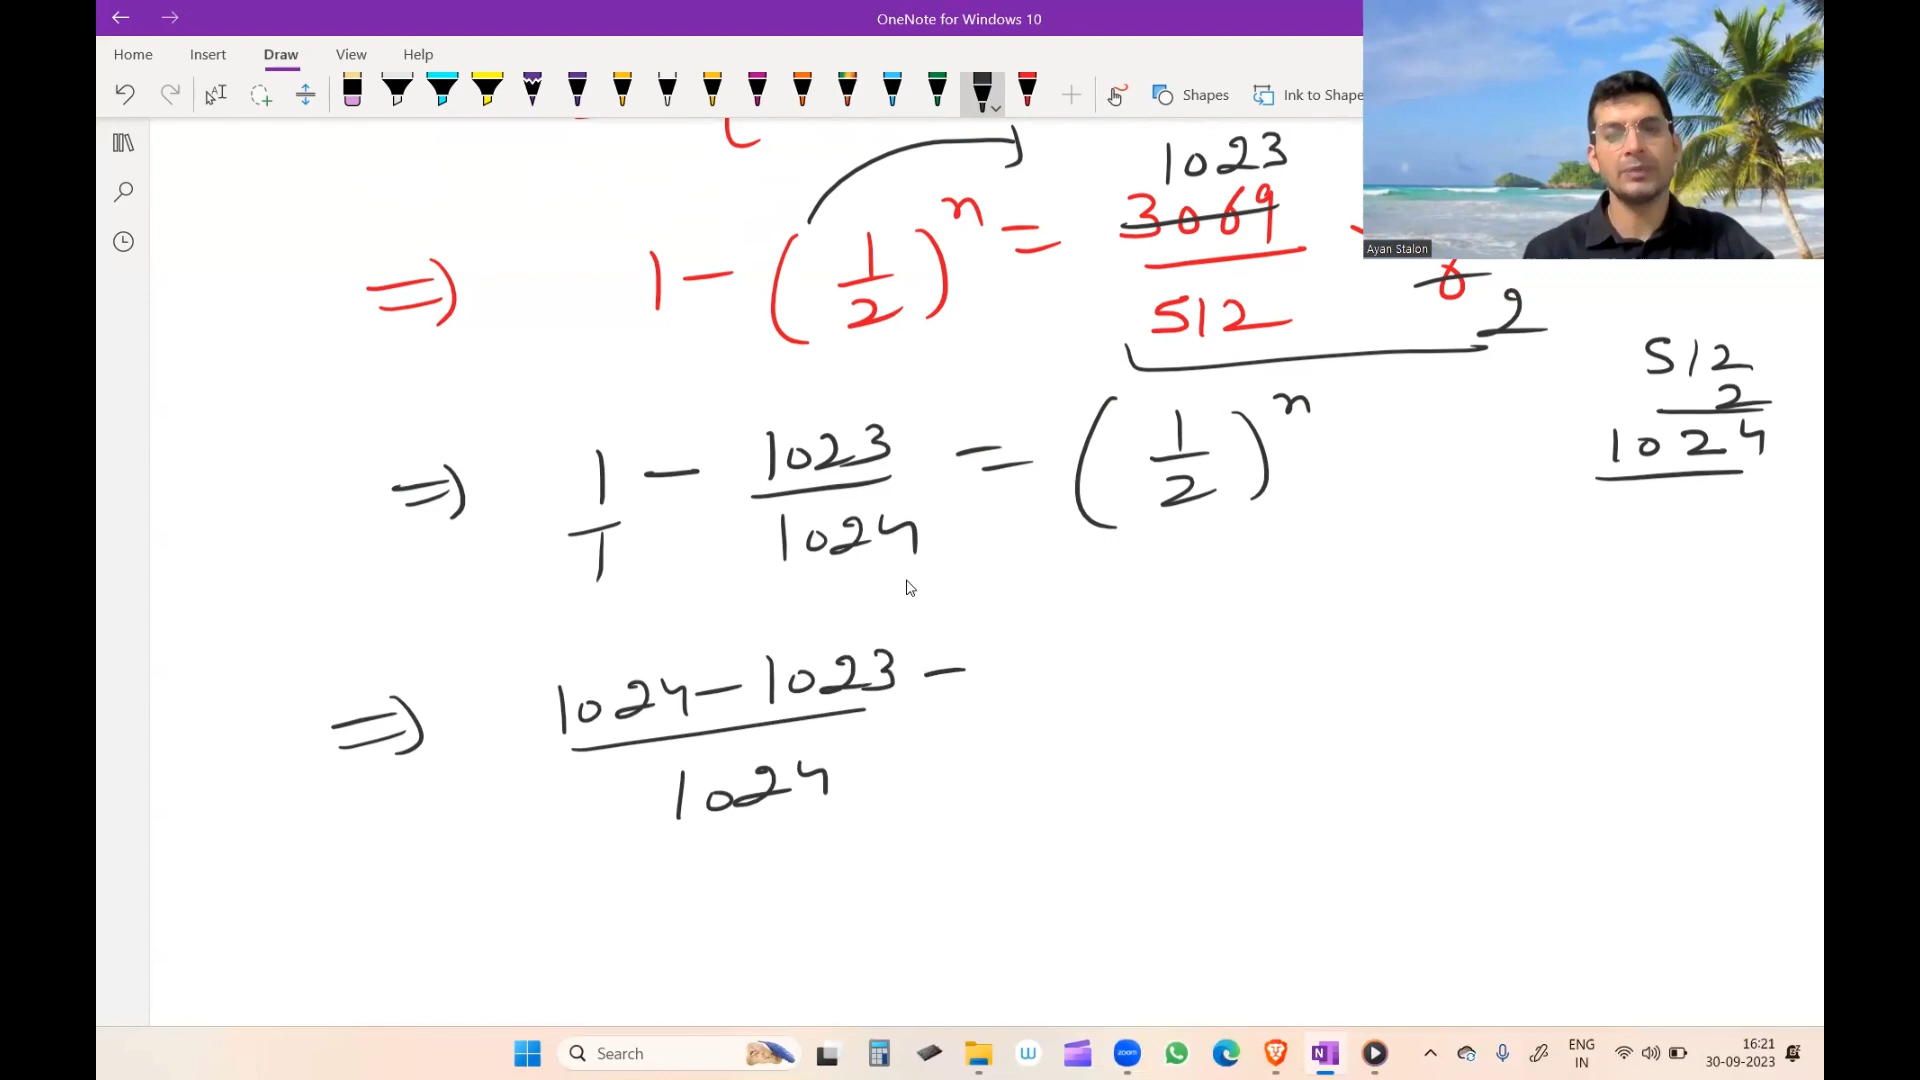 OneNote for Windows 10
Home Insert Draw View Help
Shapes Ink to Shape
1023
⇒ 1 - (1/2)^n = 3069/512
6
2
Ayan Stalon
512
2
1024
⇒ 1/1 - 1023/1024 = (1/2)^n
⇒ 1024 - 1023 -
1024
Search
ENG
IN
16:21
30-09-2023